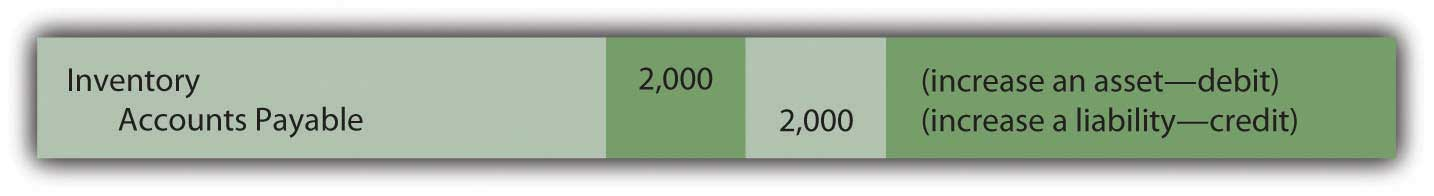 Inventory 2,000 (increase an asset—debit)
Accounts Payable 2,000 (increase a liability—credit)